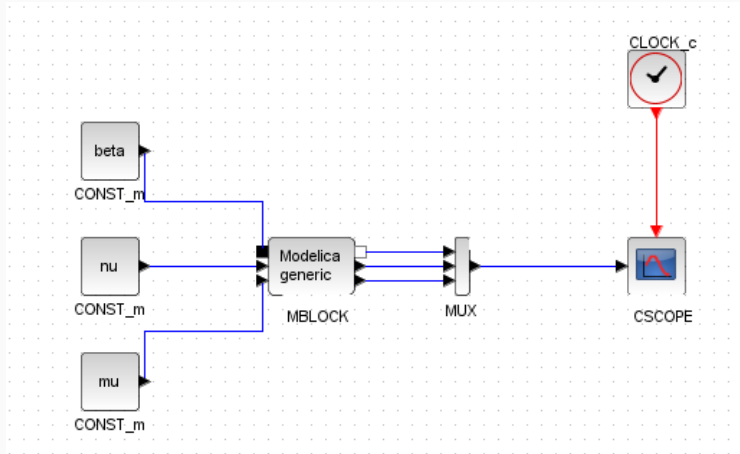 CLOCK_c
beta
CONST_m
nu
CONST_m
Modelica
generic
MBLOCK
MUX
CSCOPE
mu
CONST_m